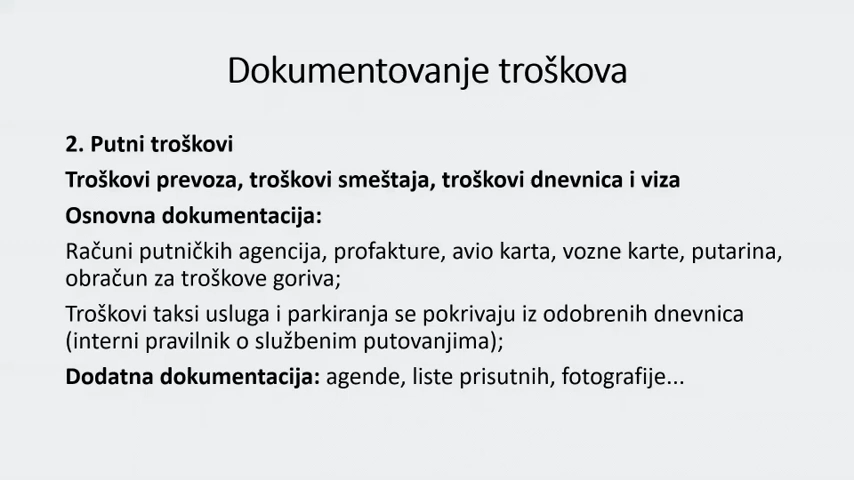 Dokumentovanje troškova
2. Putni troškovi
Troškovi prevoza, troškovi smeštaja, troškovi dnevnica i viza
Osnovna dokumentacija:
Računi putničkih agencija, profakture, avio karta, vozne karte, putarina,
obračun za troškove goriva;
Troškovi taksi usluga i parkiranja se pokrivaju iz odobrenih dnevnica
(interni pravilnik o službenim putovanjima);
Dodatna dokumentacija: agende, liste prisutnih, fotografije...